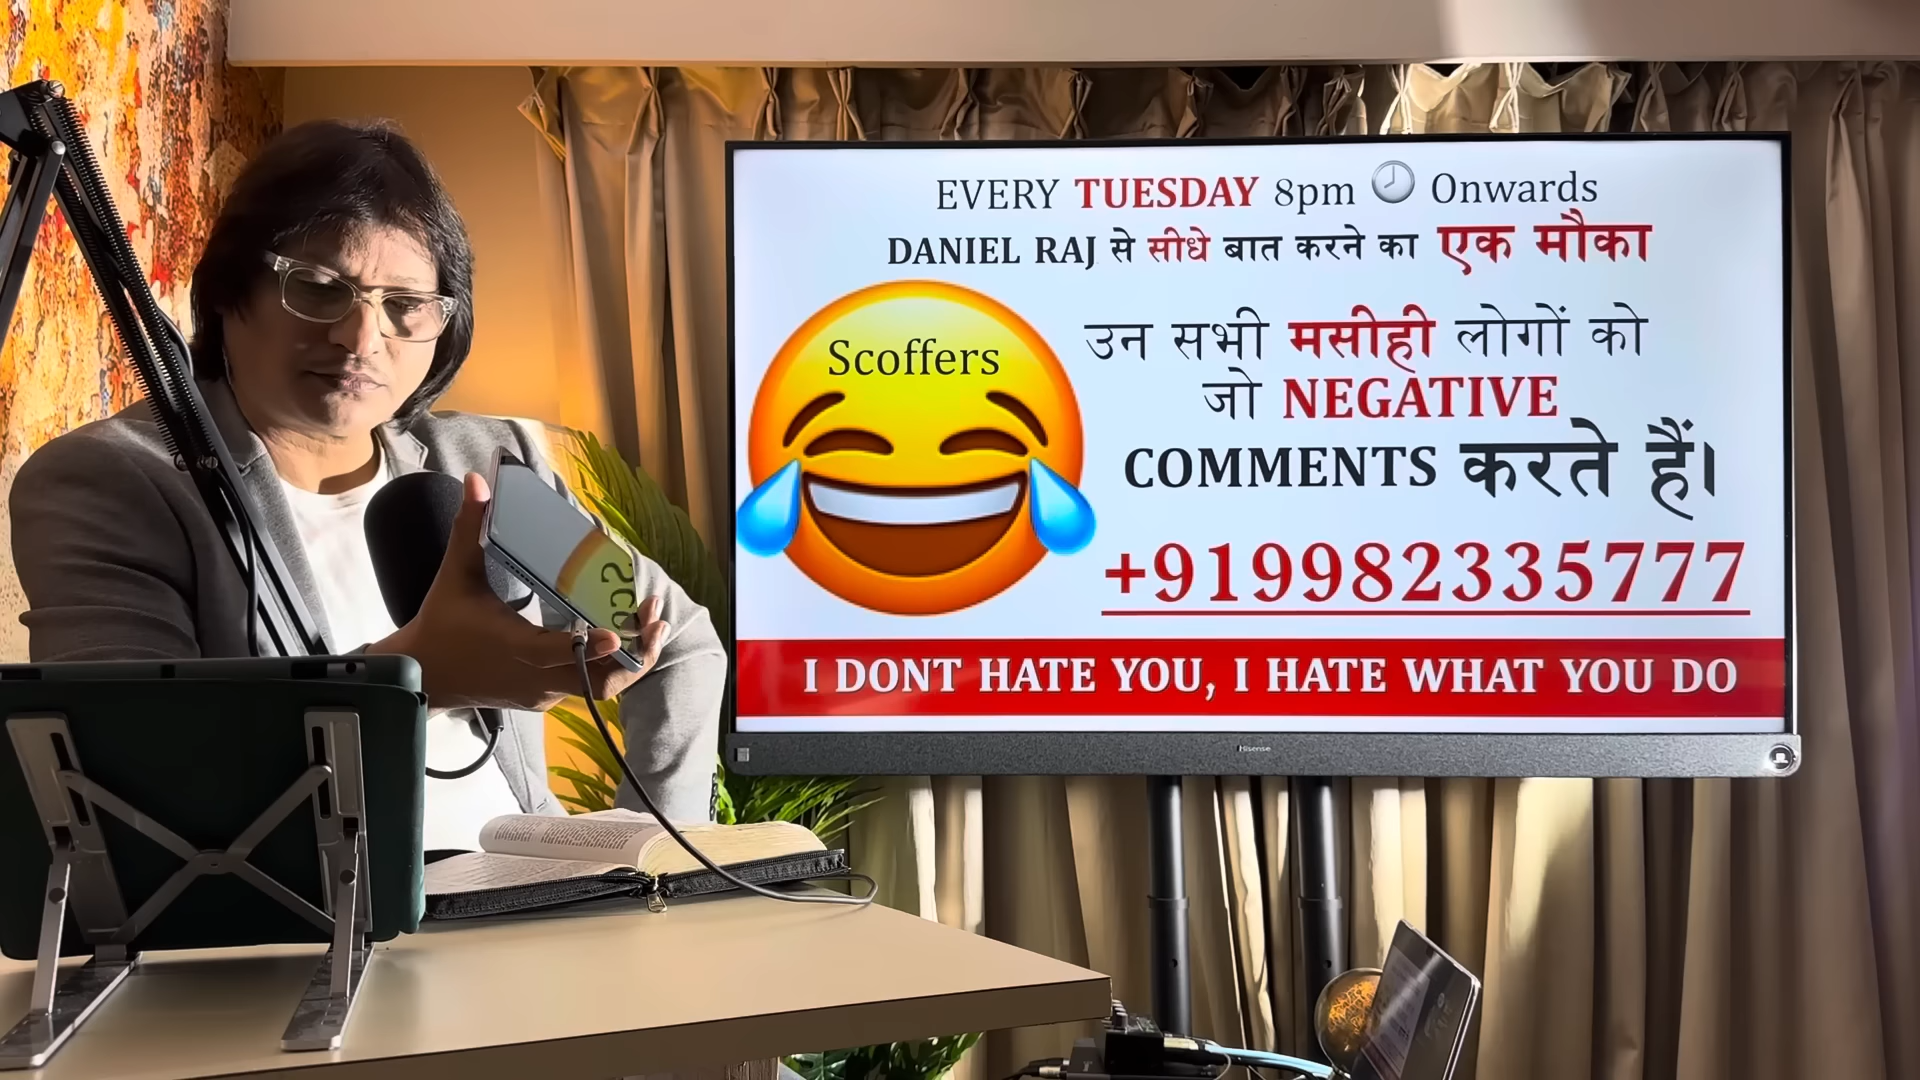 EVERY TUESDAY 8pm Onwards
DANIEL RAJ से सीधे बात करने का एक मौका
Scoffers
उन सभी मसीही लोगों को
जो NEGATIVE
COMMENTS करते हैं।
+919982335777
I DONT HATE YOU, I HATE WHAT YOU DO
Hisense